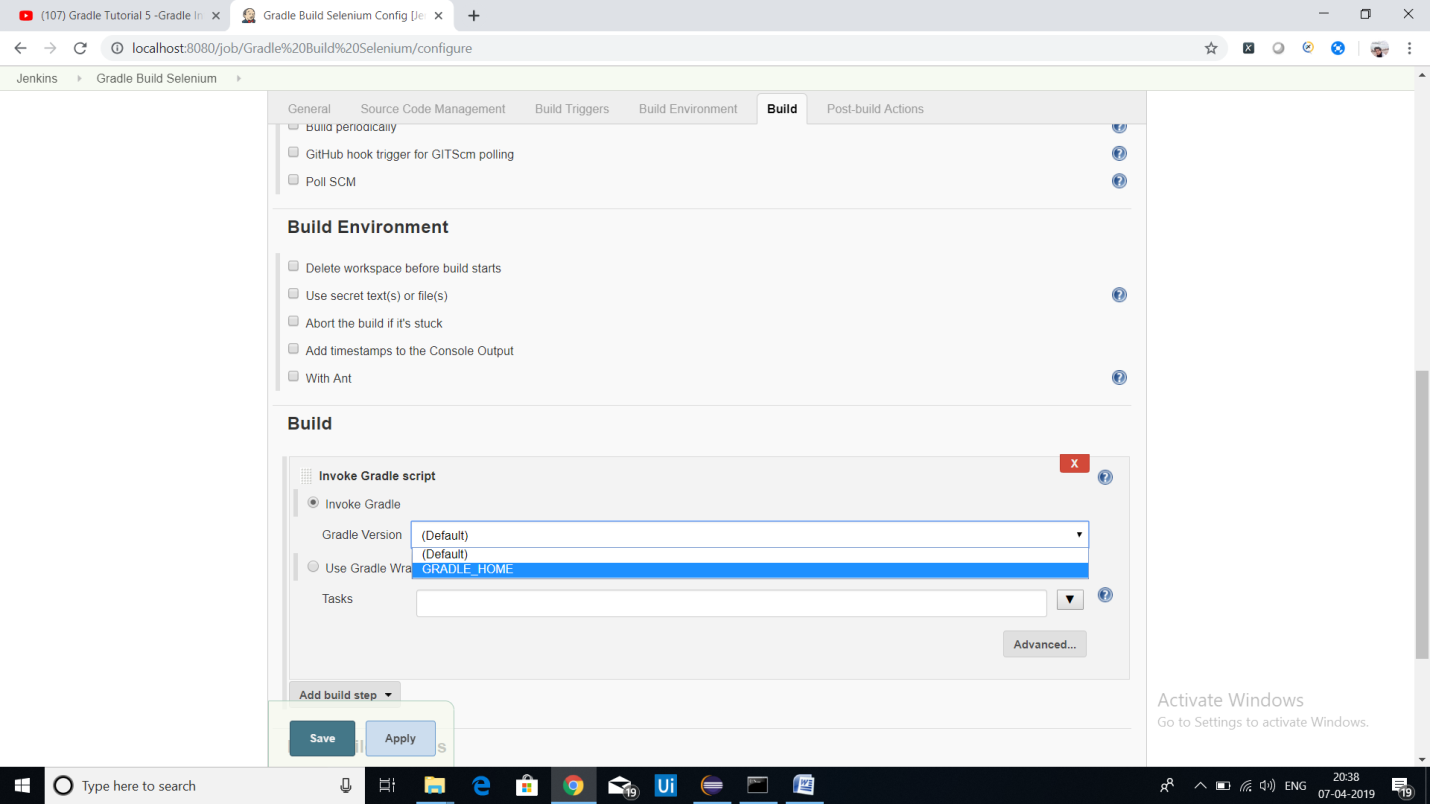 (107) Gradle Tutorial 5 -Gradle In
Gradle Build Selenium Config [Je
localhost:8080/job/Gradle%20Build%20Selenium/configure
Jenkins
Gradle Build Selenium
General Source Code Management Build Triggers Build Environment Build Post-build Actions
Build periodically
GitHub hook trigger for GITScm polling
Poll SCM
Build Environment
Delete workspace before build starts
Use secret text(s) or file(s)
Abort the build if it's stuck
Add timestamps to the Console Output
With Ant
Build
X
Invoke Gradle script
Invoke Gradle
Gradle Version (Default)
(Default)
Use Gradle Wra GRADLE_HOME
Tasks
Advanced...
Add build step
Save Apply
Activate Windows
Go to Settings to activate Windows.
Type here to search
19
Ui
ENG
20:38
07-04-2019
19